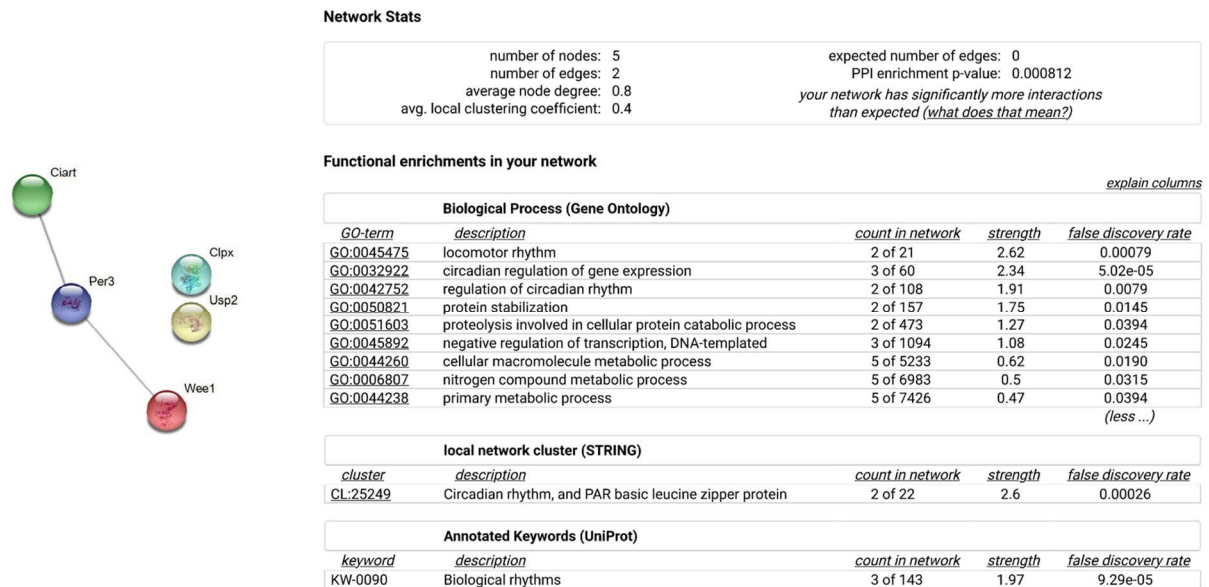 Network Stats
number of nodes: 5
number of edges: 2
average node degree: 0.8
avg. local clustering coefficient: 0.4
expected number of edges: 0
PPI enrichment p-value: 0.000812
your network has significantly more interactions
than expected (what does that mean?)
Ciart
Per3
Clpx
Usp2
Wee1
Functional enrichments in your network
explain columns
Biological Process (Gene Ontology)
GO-term description count in network strength false discovery rate
GO:0045475 locomotor rhythm 2 of 21 2.62 0.00079
GO:0032922 circadian regulation of gene expression 3 of 60 2.34 5.02e-05
GO:0042752 regulation of circadian rhythm 2 of 108 1.91 0.0079
GO:0050821 protein stabilization 2 of 157 1.75 0.0145
GO:0051603 proteolysis involved in cellular protein catabolic process 2 of 473 1.27 0.0394
GO:0045892 negative regulation of transcription, DNA-templated 3 of 1094 1.08 0.0245
GO:0044260 cellular macromolecule metabolic process 5 of 5233 0.62 0.0190
GO:0006807 nitrogen compound metabolic process 5 of 6983 0.5 0.0315
GO:0044238 primary metabolic process 5 of 7426 0.47 0.0394
(less ...)
local network cluster (STRING)
cluster description count in network strength false discovery rate
CL:25249 Circadian rhythm, and PAR basic leucine zipper protein 2 of 22 2.6 0.00026
Annotated Keywords (UniProt)
keyword description count in network strength false discovery rate
KW-0090 Biological rhythms 3 of 143 1.97 9.29e-05